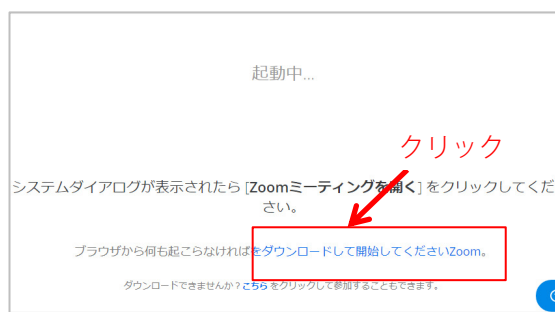 起動中...
クリック
システムダイアログが表示されたら [Zoomミーティングを開く] をクリックしてくだ
さい。
ブラウザから何も起こらなければをダウンロードして開始してくださいZoom。
ダウンロードできませんか？こちら をクリックして参加することもできます。